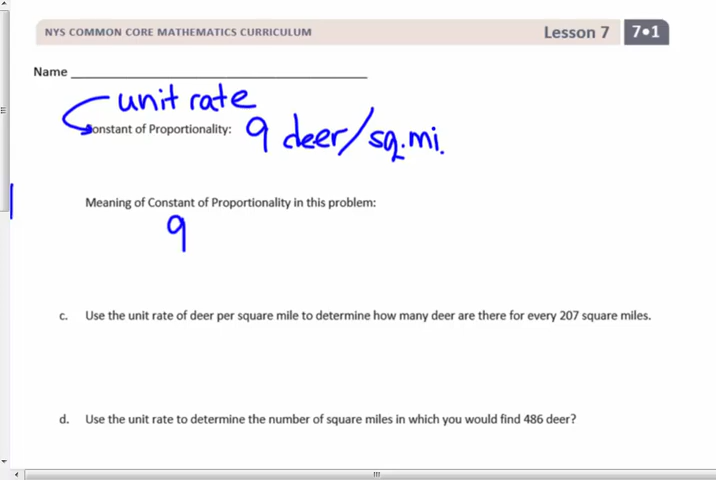 NYS COMMON CORE MATHEMATICS CURRICULUM Lesson 7 7•1
Name
unit rate
Constant of Proportionality: 9 deer/sq.mi.
Meaning of Constant of Proportionality in this problem:
9
c. Use the unit rate of deer per square mile to determine how many deer are there for every 207 square miles.
d. Use the unit rate to determine the number of square miles in which you would find 486 deer?